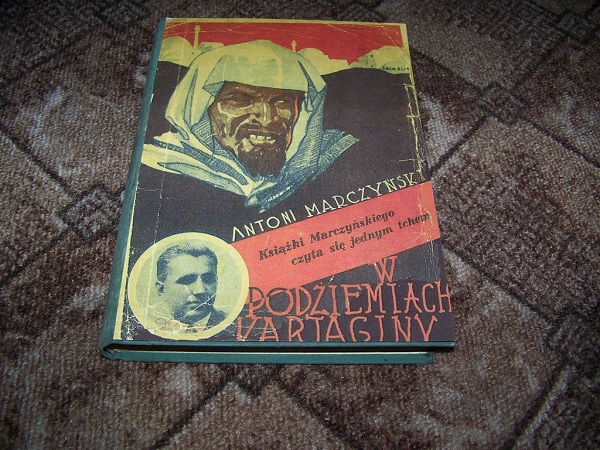 ANTONI MARCZYŃSKI
Książki Marczyńskiego
czyta się jednym tchem
W
PODZIEMIACH
KARTAGINY